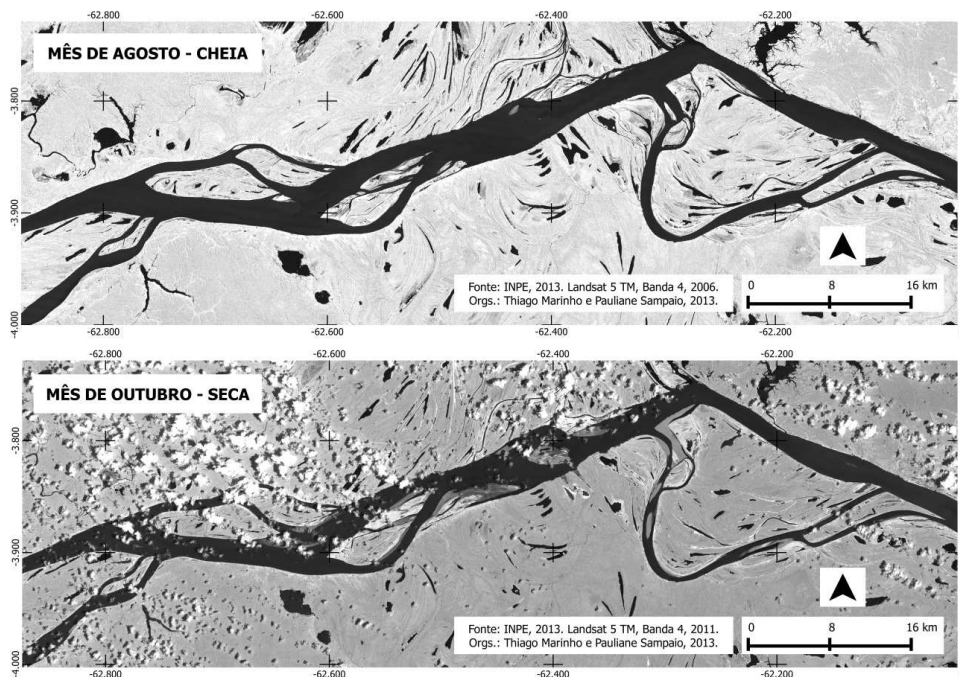 -62.800 -62.600 -62.400 -62.200
MÊS DE AGOSTO - CHEIA
-3.800
-3.900
Fonte: INPE, 2013. Landsat 5 TM, Banda 4, 2006.
Orgs.: Thiago Marinho e Pauliane Sampaio, 2013.
0 8 16 km
-4.000
-62.800 -62.600 -62.400 -62.200
-62.800 -62.600 -62.400 -62.200
MÊS DE OUTUBRO - SECA
-3.800
-3.900
Fonte: INPE, 2013. Landsat 5 TM, Banda 4, 2011.
Orgs.: Thiago Marinho e Pauliane Sampaio, 2013.
0 8 16 km
-4.000
-62.800 -62.600 -62.400 -62.200